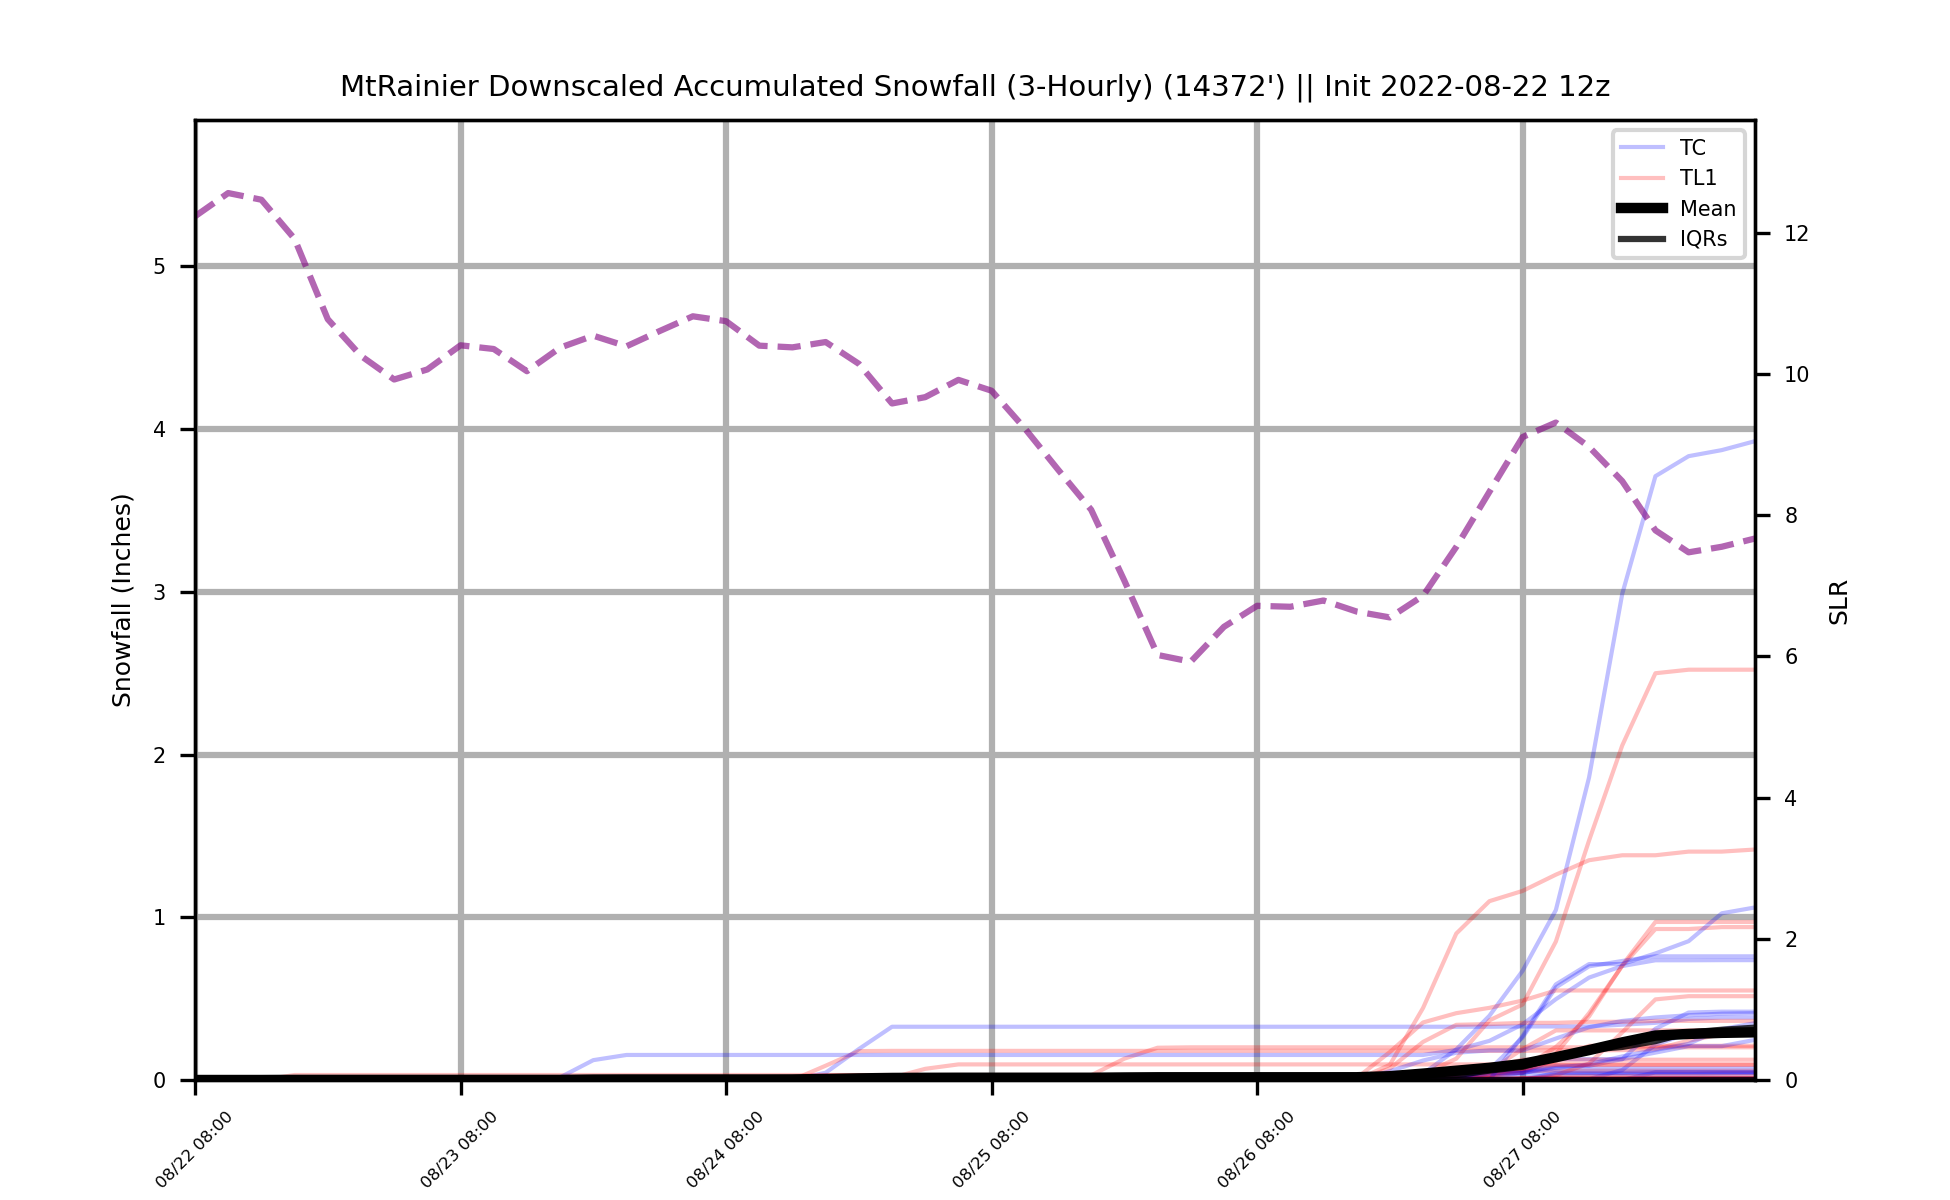 MtRainier Downscaled Accumulated Snowfall (3-Hourly) (14372') || Init 2022-08-22 12z
TC
TL1
Mean
IQRs
Snowfall (Inches)
5
4
3
2
1
0
12
10
8
6
4
2
0
SLR
08/22 08:00
08/23 08:00
08/24 08:00
08/25 08:00
08/26 08:00
08/27 08:00